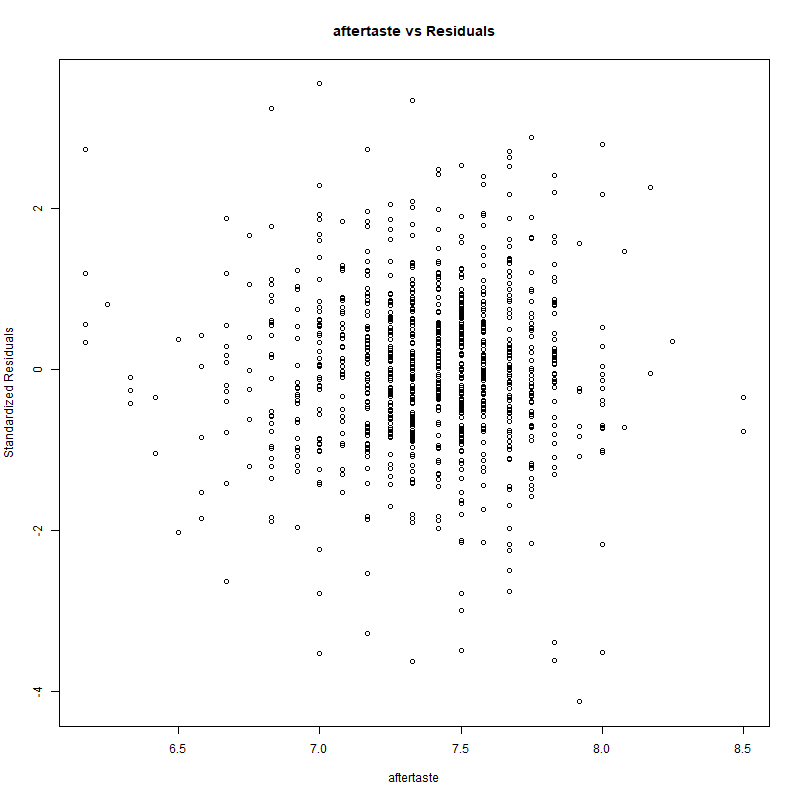 aftertaste vs Residuals
Standardized Residuals
2
0
-2
-4
6.5 7.0 7.5 8.0 8.5
aftertaste